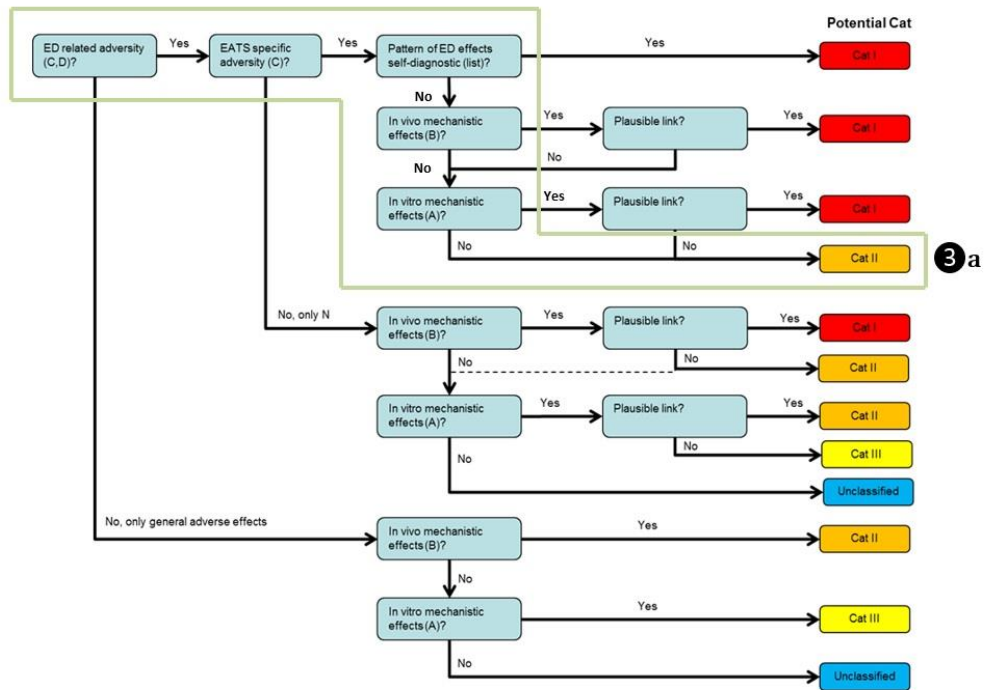 Potential Cat
ED related adversity
(C,D)?
Yes
EATS specific
adversity (C)?
Yes
Pattern of ED effects
self-diagnostic (list)?
Yes
Cat I
No
In vivo mechanistic
effects (B)?
Yes
Plausible link?
Yes
Cat I
No
No
In vitro mechanistic
effects (A)?
Yes
Plausible link?
Yes
Cat I
No
No
Cat II
3 a
No, only N
In vivo mechanistic
effects (B)?
Yes
Plausible link?
Yes
Cat I
No
No
Cat II
In vitro mechanistic
effects (A)?
Yes
Plausible link?
Yes
Cat II
No
No
Cat III
Unclassified
No, only general adverse effects
In vivo mechanistic
effects (B)?
Yes
Cat II
No
In vitro mechanistic
effects (A)?
Yes
Cat III
No
Unclassified